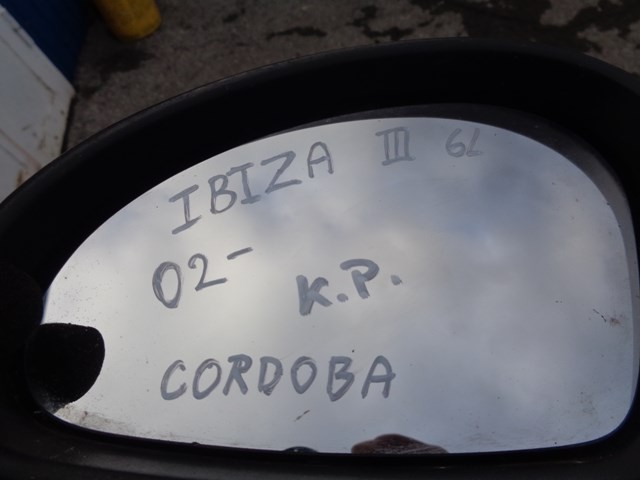 IBIZA III 6L
02-
K.P.
CORDOBA